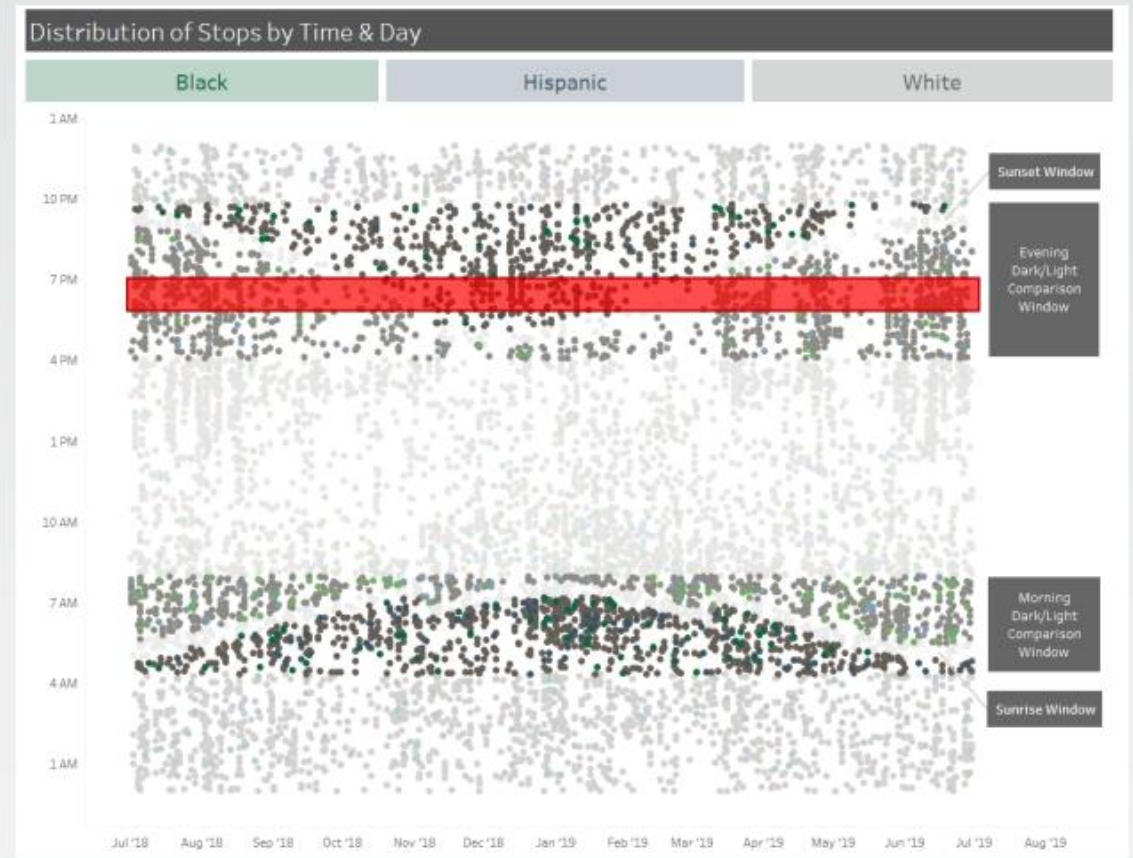 Distribution of Stops by Time & Day
Black
Hispanic
White
1 AM
10 PM
7 PM
4 PM
1 PM
10 AM
7 AM
4 AM
1 AM
Sunset Window
Evening
Dark/Light
Comparison
Window
Morning
Dark/Light
Comparison
Window
Sunrise Window
Jul '18
Aug '18
Sep '18
Oct '18
Nov '18
Dec '18
Jan '19
Feb '19
Mar '19
Apr '19
May '19
Jun '19
Jul '19
Aug '19